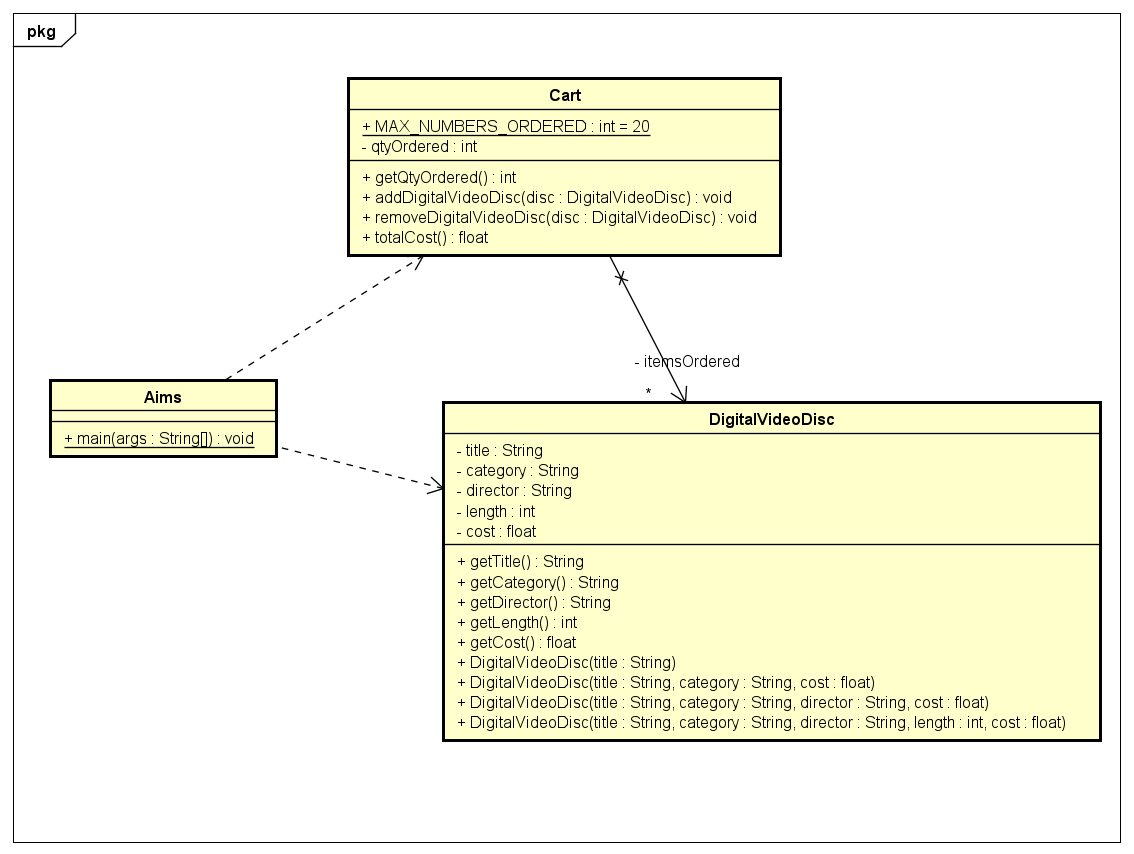 pkg
Cart
+ MAX_NUMBERS_ORDERED : int = 20
- qtyOrdered : int
+ getQtyOrdered() : int
+ addDigitalVideoDisc(disc : DigitalVideoDisc) : void
+ removeDigitalVideoDisc(disc : DigitalVideoDisc) : void
+ totalCost() : float
- itemsOrdered
*
Aims
+ main(args : String[]) : void
DigitalVideoDisc
- title : String
- category : String
- director : String
- length : int
- cost : float
+ getTitle() : String
+ getCategory() : String
+ getDirector() : String
+ getLength() : int
+ getCost() : float
+ DigitalVideoDisc(title : String)
+ DigitalVideoDisc(title : String, category : String, cost : float)
+ DigitalVideoDisc(title : String, category : String, director : String, cost : float)
+ DigitalVideoDisc(title : String, category : String, director : String, length : int, cost : float)